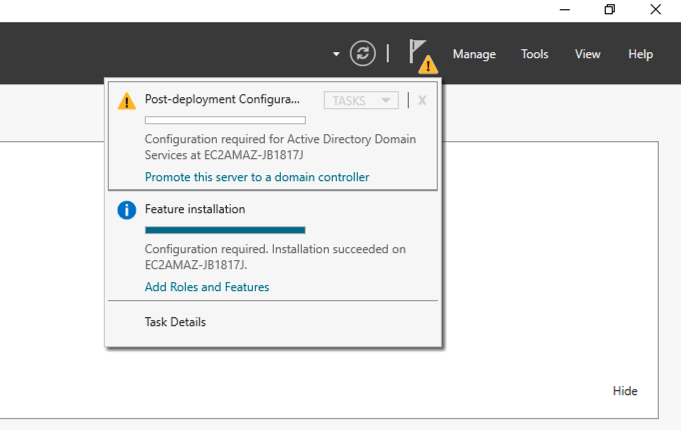 Manage Tools View Help
Post-deployment Configura... TASKS X
Configuration required for Active Directory Domain
Services at EC2AMAZ-JB1817J
Promote this server to a domain controller
Feature installation
Configuration required. Installation succeeded on
EC2AMAZ-JB1817J.
Add Roles and Features
Task Details
Hide